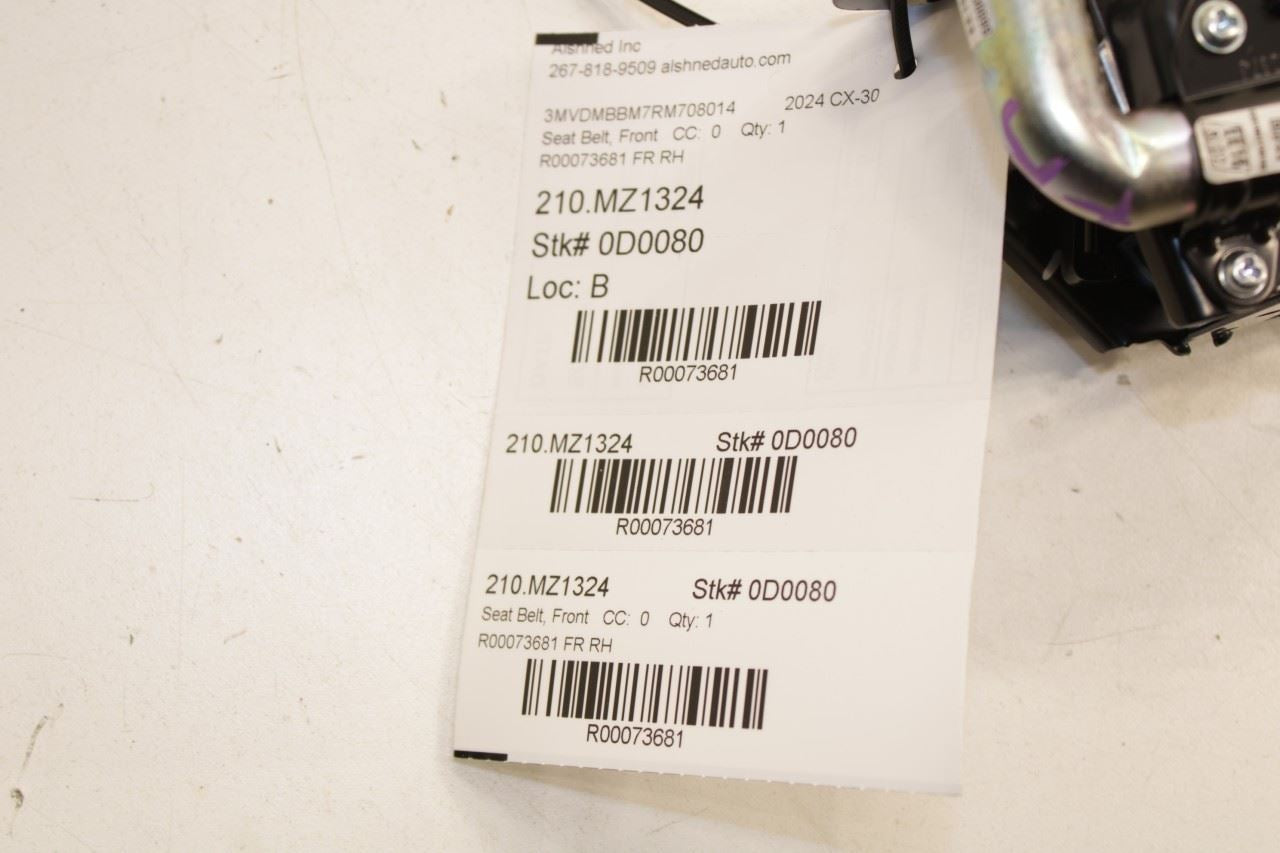 Alshned Inc
267-818-9509 alshnedauto.com
3MVDMBBM7RM708014 2024 CX-30
Seat Belt, Front CC: 0 Qty: 1
R00073681 FR RH
210.MZ1324
Stk# 0D0080
Loc: B
R00073681
210.MZ1324 Stk# 0D0080
R00073681
210.MZ1324 Stk# 0D0080
Seat Belt, Front CC: 0 Qty: 1
R00073681 FR RH
R00073681